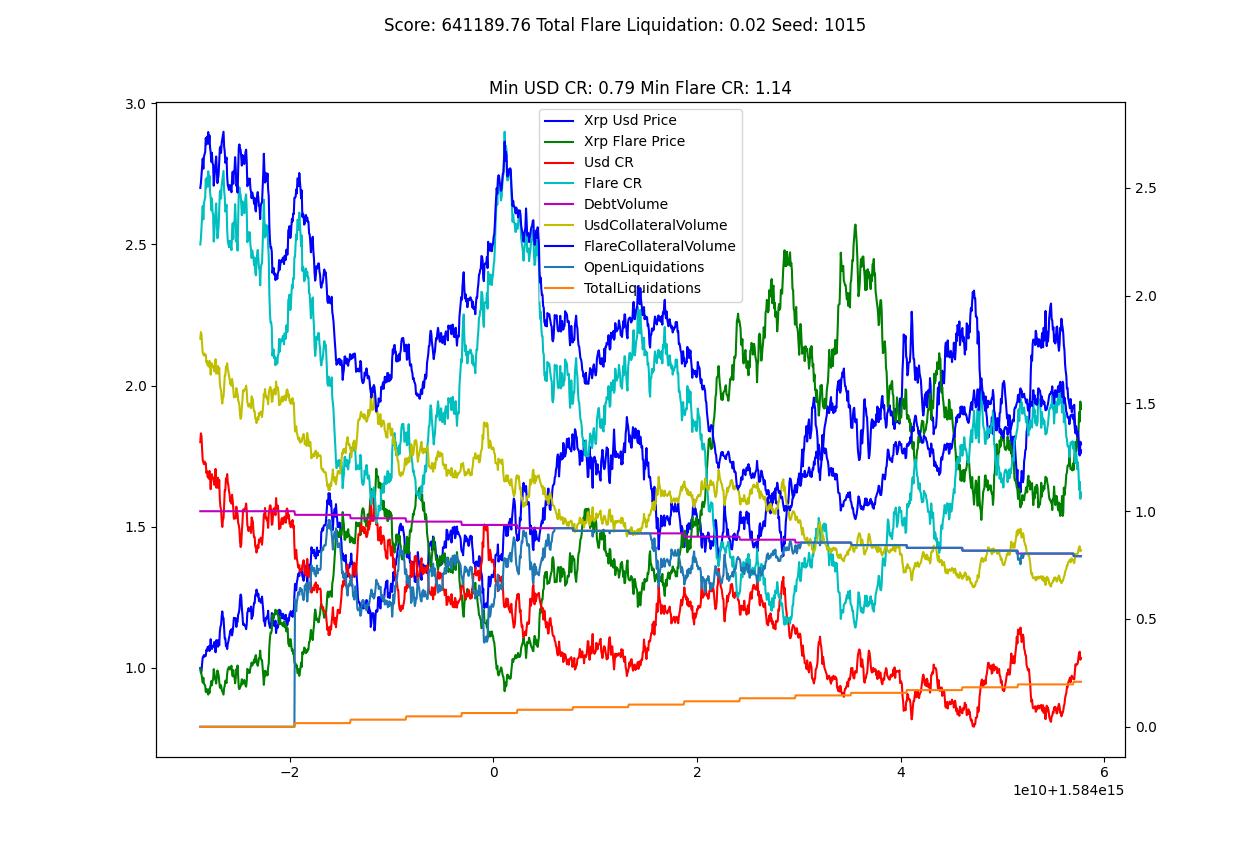 Score: 641189.76 Total Flare Liquidation: 0.02 Seed: 1015
Min USD CR: 0.79 Min Flare CR: 1.14
3.0
2.5
2.0
1.5
1.0
Xrp Usd Price
Xrp Flare Price
Usd CR
Flare CR
DebtVolume
UsdCollateralVolume
FlareCollateralVolume
OpenLiquidations
TotalLiquidations
2.5
2.0
1.5
1.0
0.5
0.0
−2 0 2 4 6
1e10+1.584e15